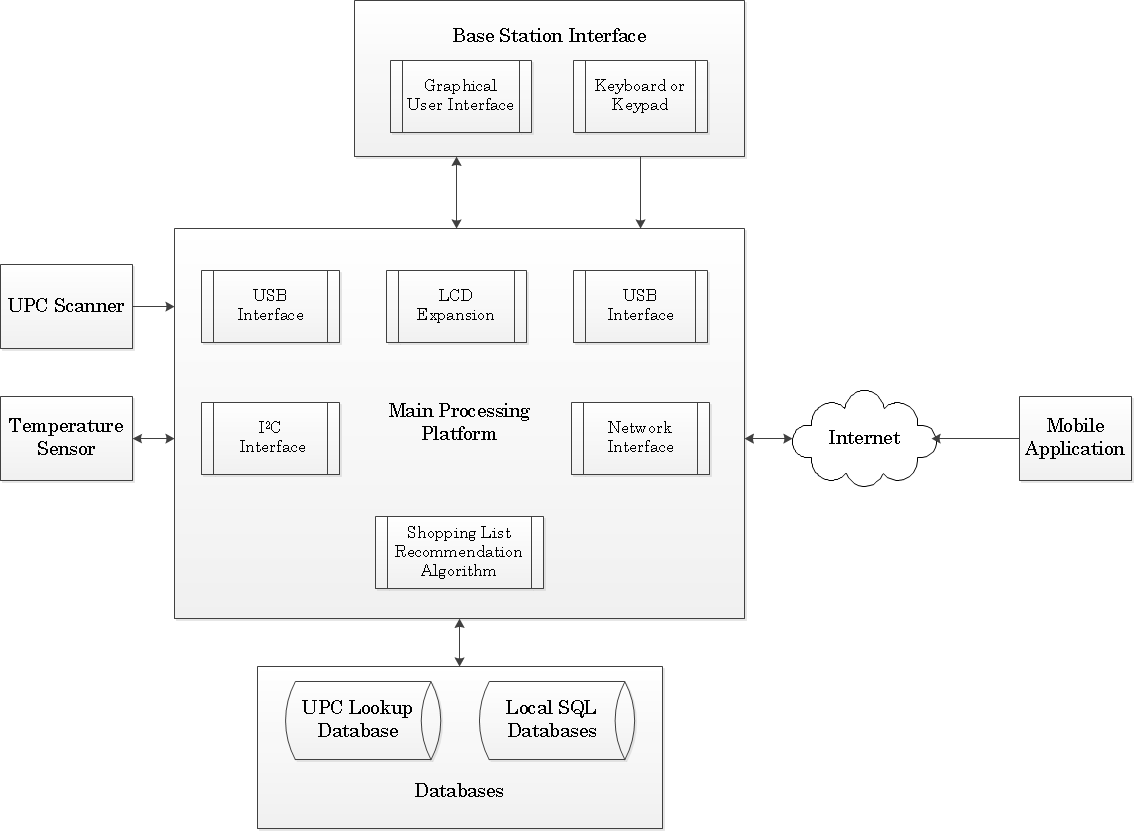 Base Station Interface
Graphical
User Interface
Keyboard or
Keypad
UPC Scanner
USB
Interface
LCD
Expansion
USB
Interface
Temperature
Sensor
I²C
Interface
Main Processing
Platform
Network
Interface
Internet
Mobile
Application
Shopping List
Recommendation
Algorithm
UPC Lookup
Database
Local SQL
Databases
Databases